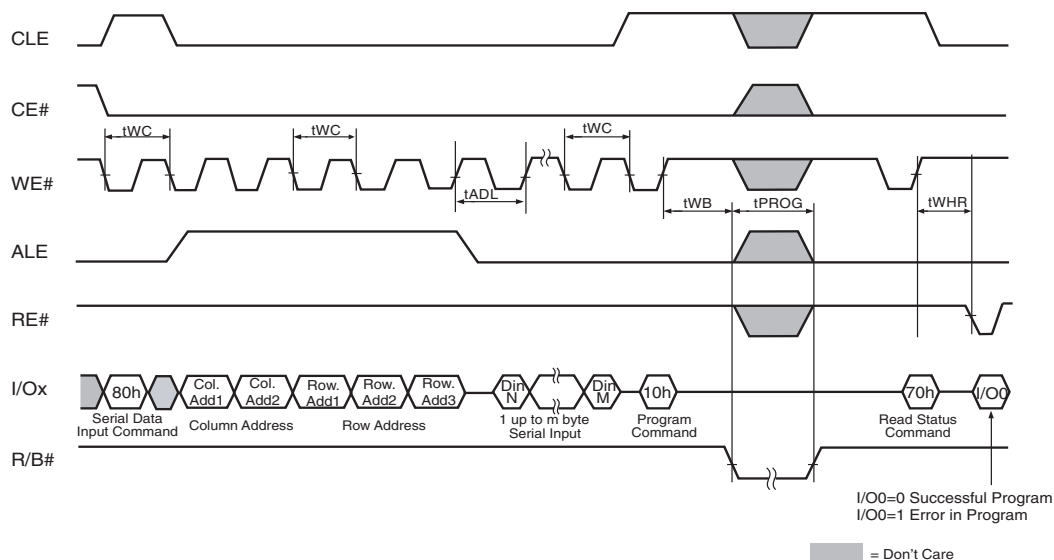 CLE
CE#
tWC
tWC
tWC
WE#
tADL
tWB
tPROG
tWHR
ALE
RE#
I/Ox
80h
Col. Add1
Col. Add2
Row. Add1
Row. Add2
Row. Add3
Din N
Din M
10h
70h
I/O0
Serial Data
Input Command
Column Address
Row Address
1 up to m byte
Serial Input
Program
Command
Read Status
Command
R/B#
I/O0=0 Successful Program
I/O0=1 Error in Program
= Don't Care